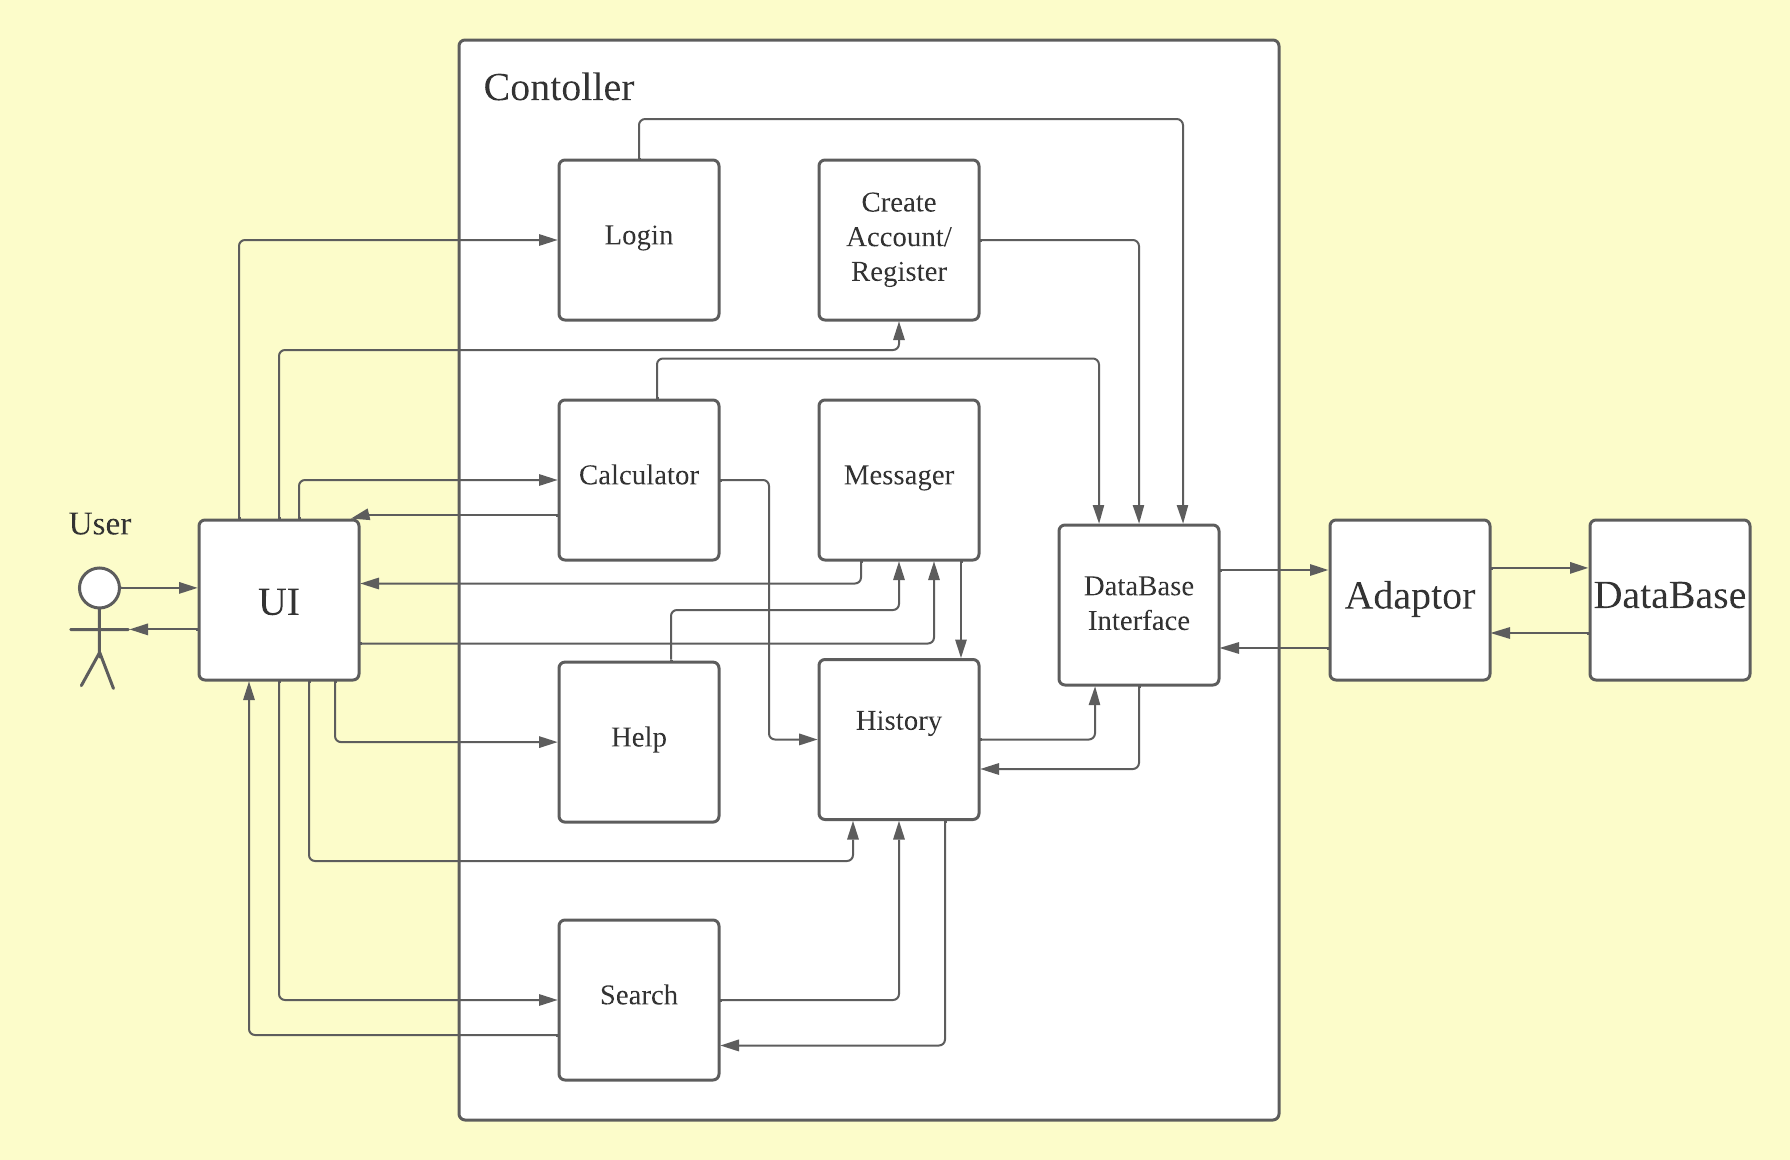 Contoller
Login
Create
Account/
Register
Calculator
Messager
User
UI
DataBase
Interface
Adaptor
DataBase
Help
History
Search